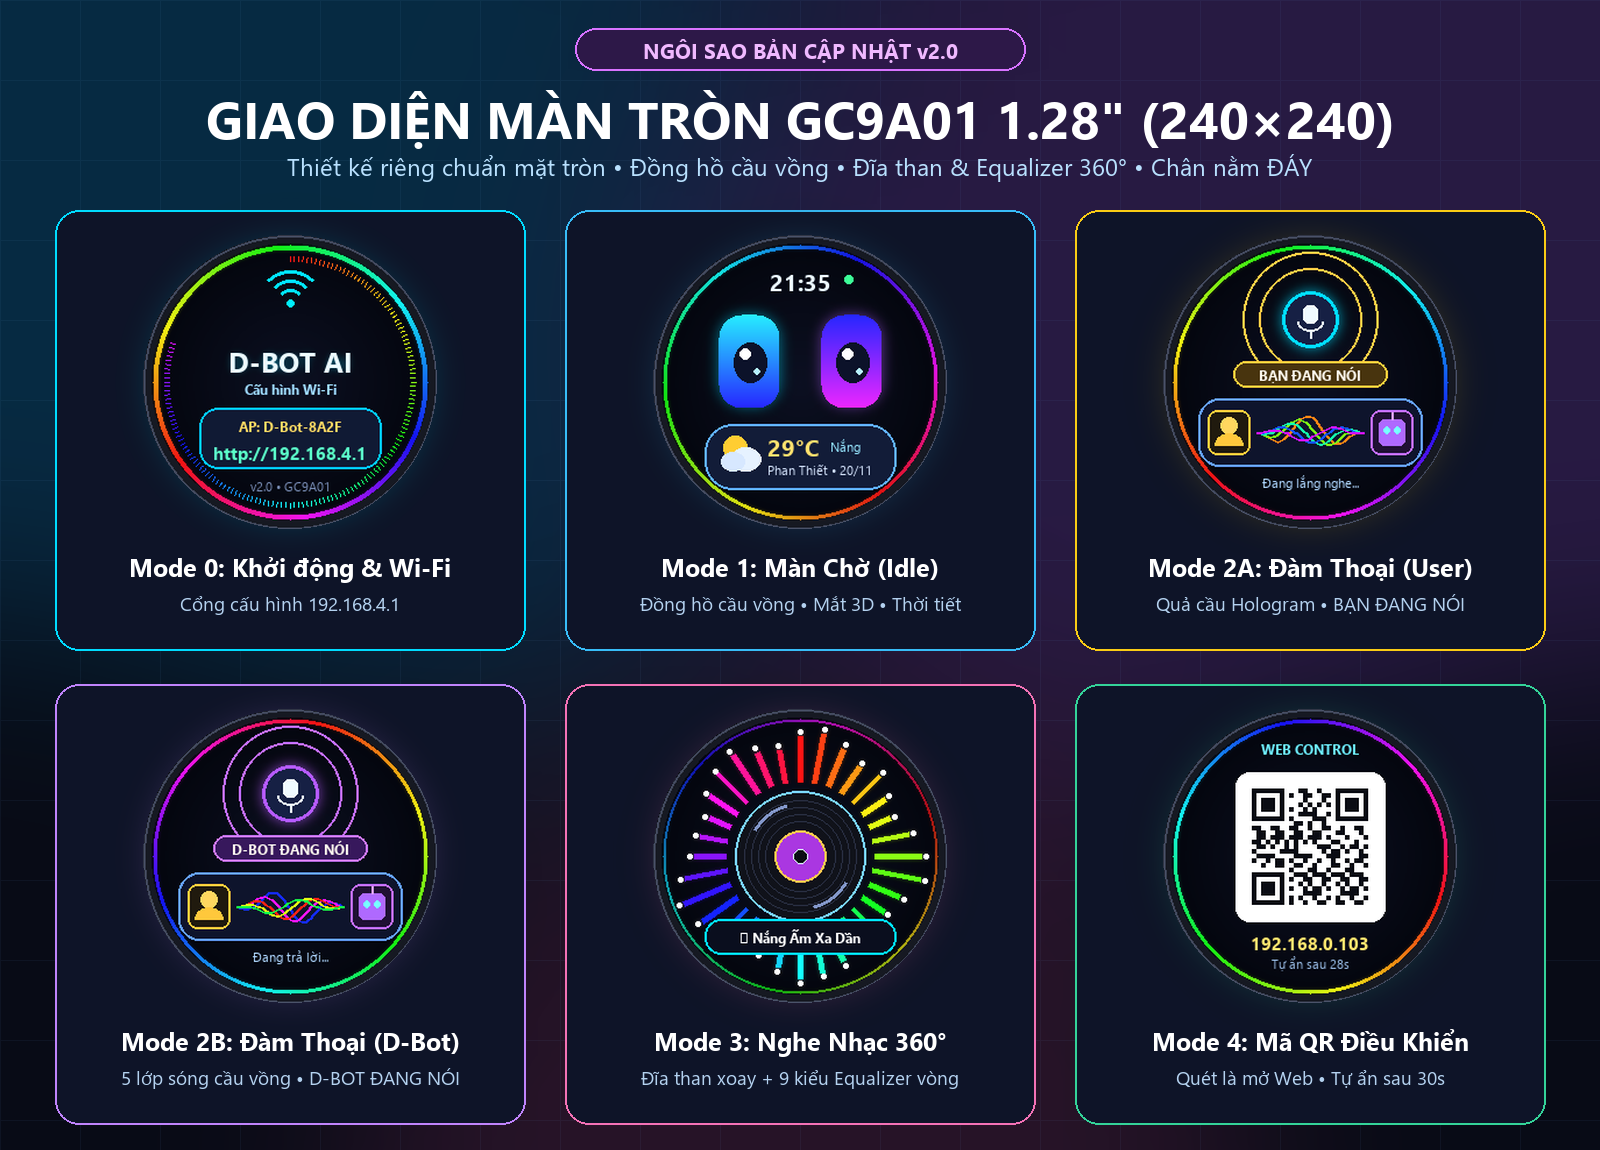 NGÔI SAO BẢN CẬP NHẬT v2.0
GIAO DIỆN MÀN TRÒN GC9A01 1.28" (240×240)
Thiết kế riêng chuẩn mặt tròn • Đồng hồ cầu vồng • Đĩa than & Equalizer 360° • Chân nằm ĐÁY
D-BOT AI
Cấu hình Wi-Fi
AP: D-Bot-8A2F
http://192.168.4.1
v2.0 • GC9A01
Mode 0: Khởi động & Wi-Fi
Cổng cấu hình 192.168.4.1
21:35
29°C Nắng
Phan Thiết • 20/11
Mode 1: Màn Chờ (Idle)
Đồng hồ cầu vồng • Mắt 3D • Thời tiết
BẠN ĐANG NÓI
Đang lắng nghe...
Mode 2A: Đàm Thoại (User)
Quả cầu Hologram • BẠN ĐANG NÓI
D-BOT ĐANG NÓI
Đang trả lời...
Mode 2B: Đàm Thoại (D-Bot)
5 lớp sóng cầu vồng • D-BOT ĐANG NÓI
Nắng Ấm Xa Dần
Mode 3: Nghe Nhạc 360°
Đĩa than xoay + 9 kiểu Equalizer vòng
WEB CONTROL
192.168.0.103
Tự ẩn sau 28s
Mode 4: Mã QR Điều Khiển
Quét là mở Web • Tự ẩn sau 30s